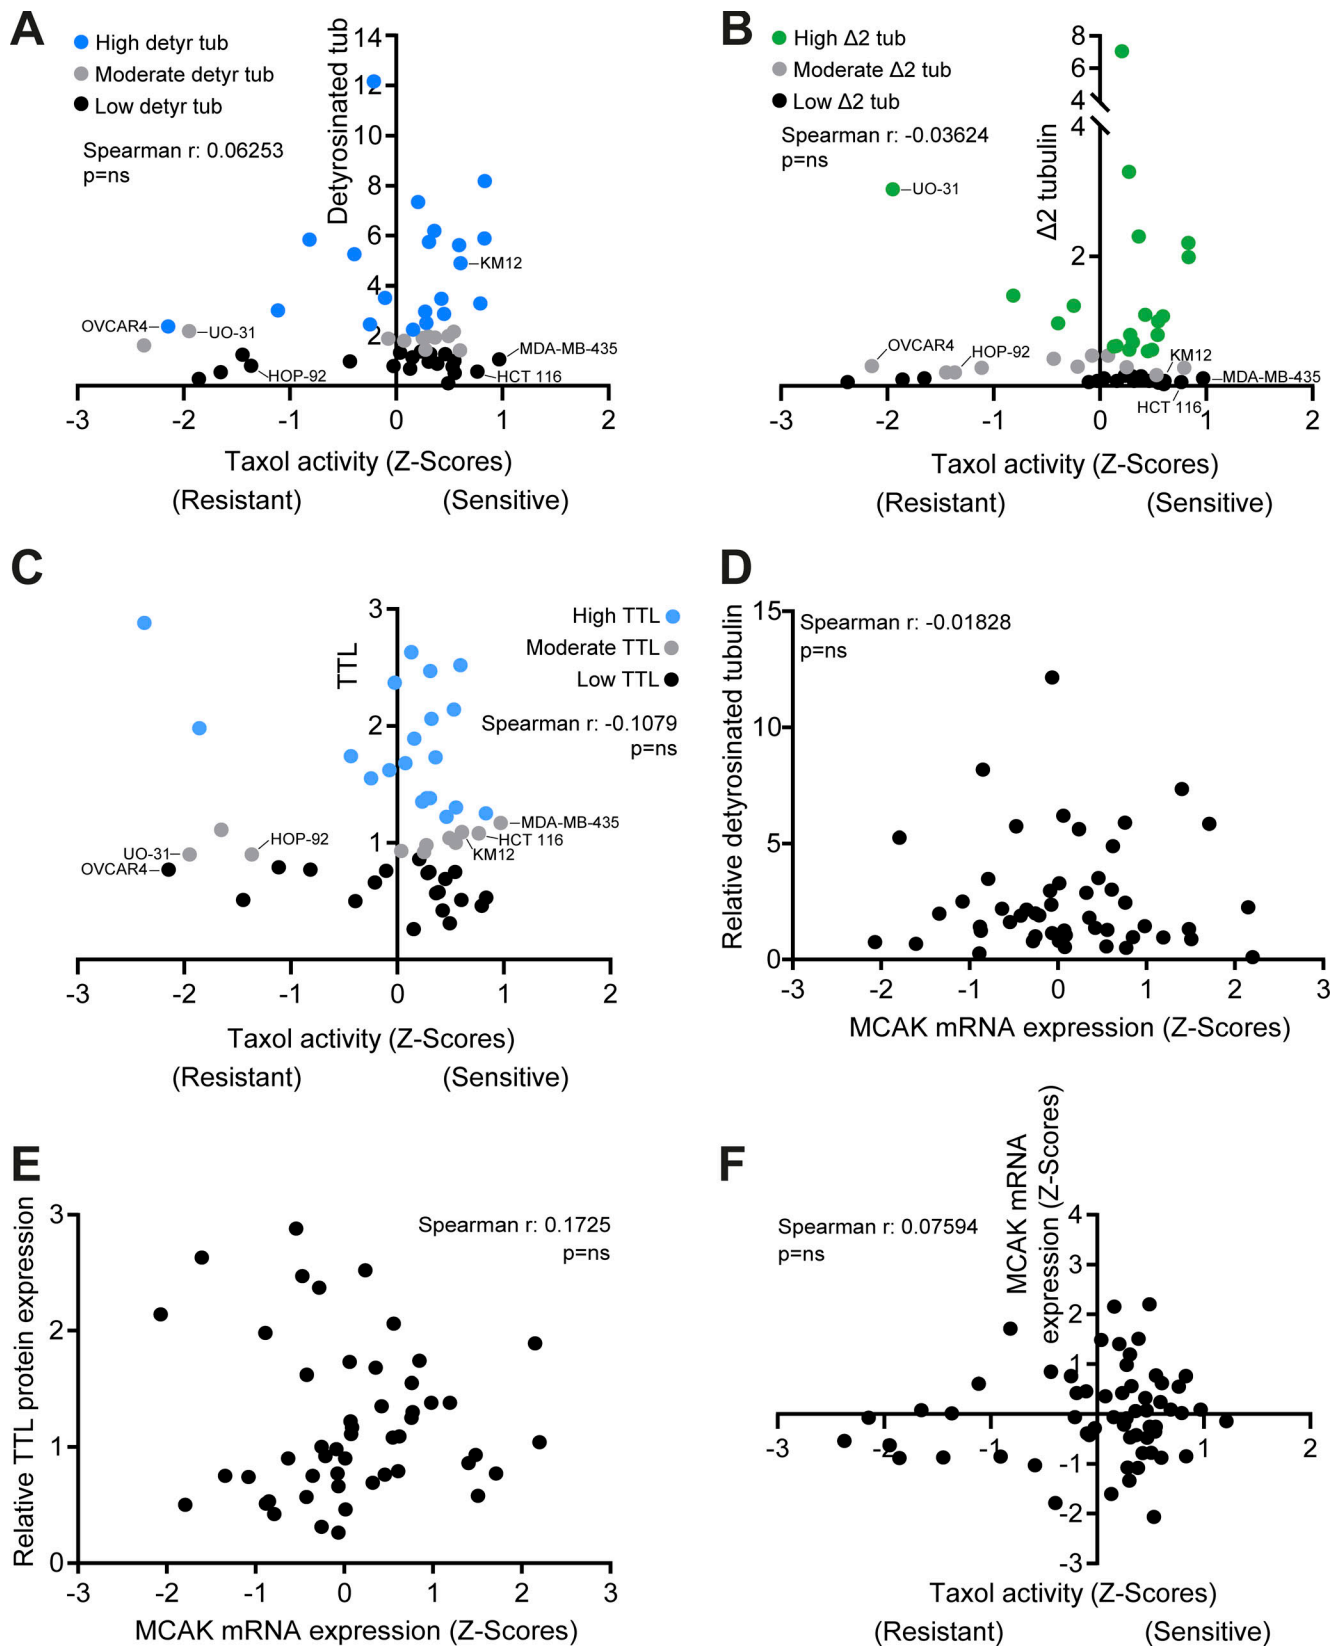 A
High detyr tub
Moderate detyr tub
Low detyr tub
Spearman r: 0.06253
p=ns
Detyrosinated tub
14
12
10
8
6
4
2
KM12
OVCAR4
UO-31
HOP-92
MDA-MB-435
HCT 116
-3 -2 -1 0 1 2
Taxol activity (Z-Scores)
(Resistant) (Sensitive)
B
High Δ2 tub
Moderate Δ2 tub
Low Δ2 tub
Spearman r: -0.03624
p=ns
Δ2 tubulin
8
6
4
4
2
UO-31
OVCAR4
HOP-92
KM12
MDA-MB-435
HCT 116
-3 -2 -1 0 1 2
Taxol activity (Z-Scores)
(Resistant) (Sensitive)
C
TTL
3
2
1
High TTL
Moderate TTL
Low TTL
Spearman r: -0.1079
p=ns
MDA-MB-435
HCT 116
KM12
HOP-92
UO-31
OVCAR4
-3 -2 -1 0 1 2
Taxol activity (Z-Scores)
(Resistant) (Sensitive)
D
Relative detyrosinated tubulin
15
10
5
0
Spearman r: -0.01828
p=ns
-3 -2 -1 0 1 2 3
MCAK mRNA expression (Z-Scores)
E
Relative TTL protein expression
3
2
1
0
Spearman r: 0.1725
p=ns
-3 -2 -1 0 1 2 3
MCAK mRNA expression (Z-Scores)
F
MCAK mRNA
expression (Z-Scores)
Spearman r: 0.07594
p=ns
4
3
2
1
-1
-2
-3
-3 -2 -1 1 2
Taxol activity (Z-Scores)
(Resistant) (Sensitive)